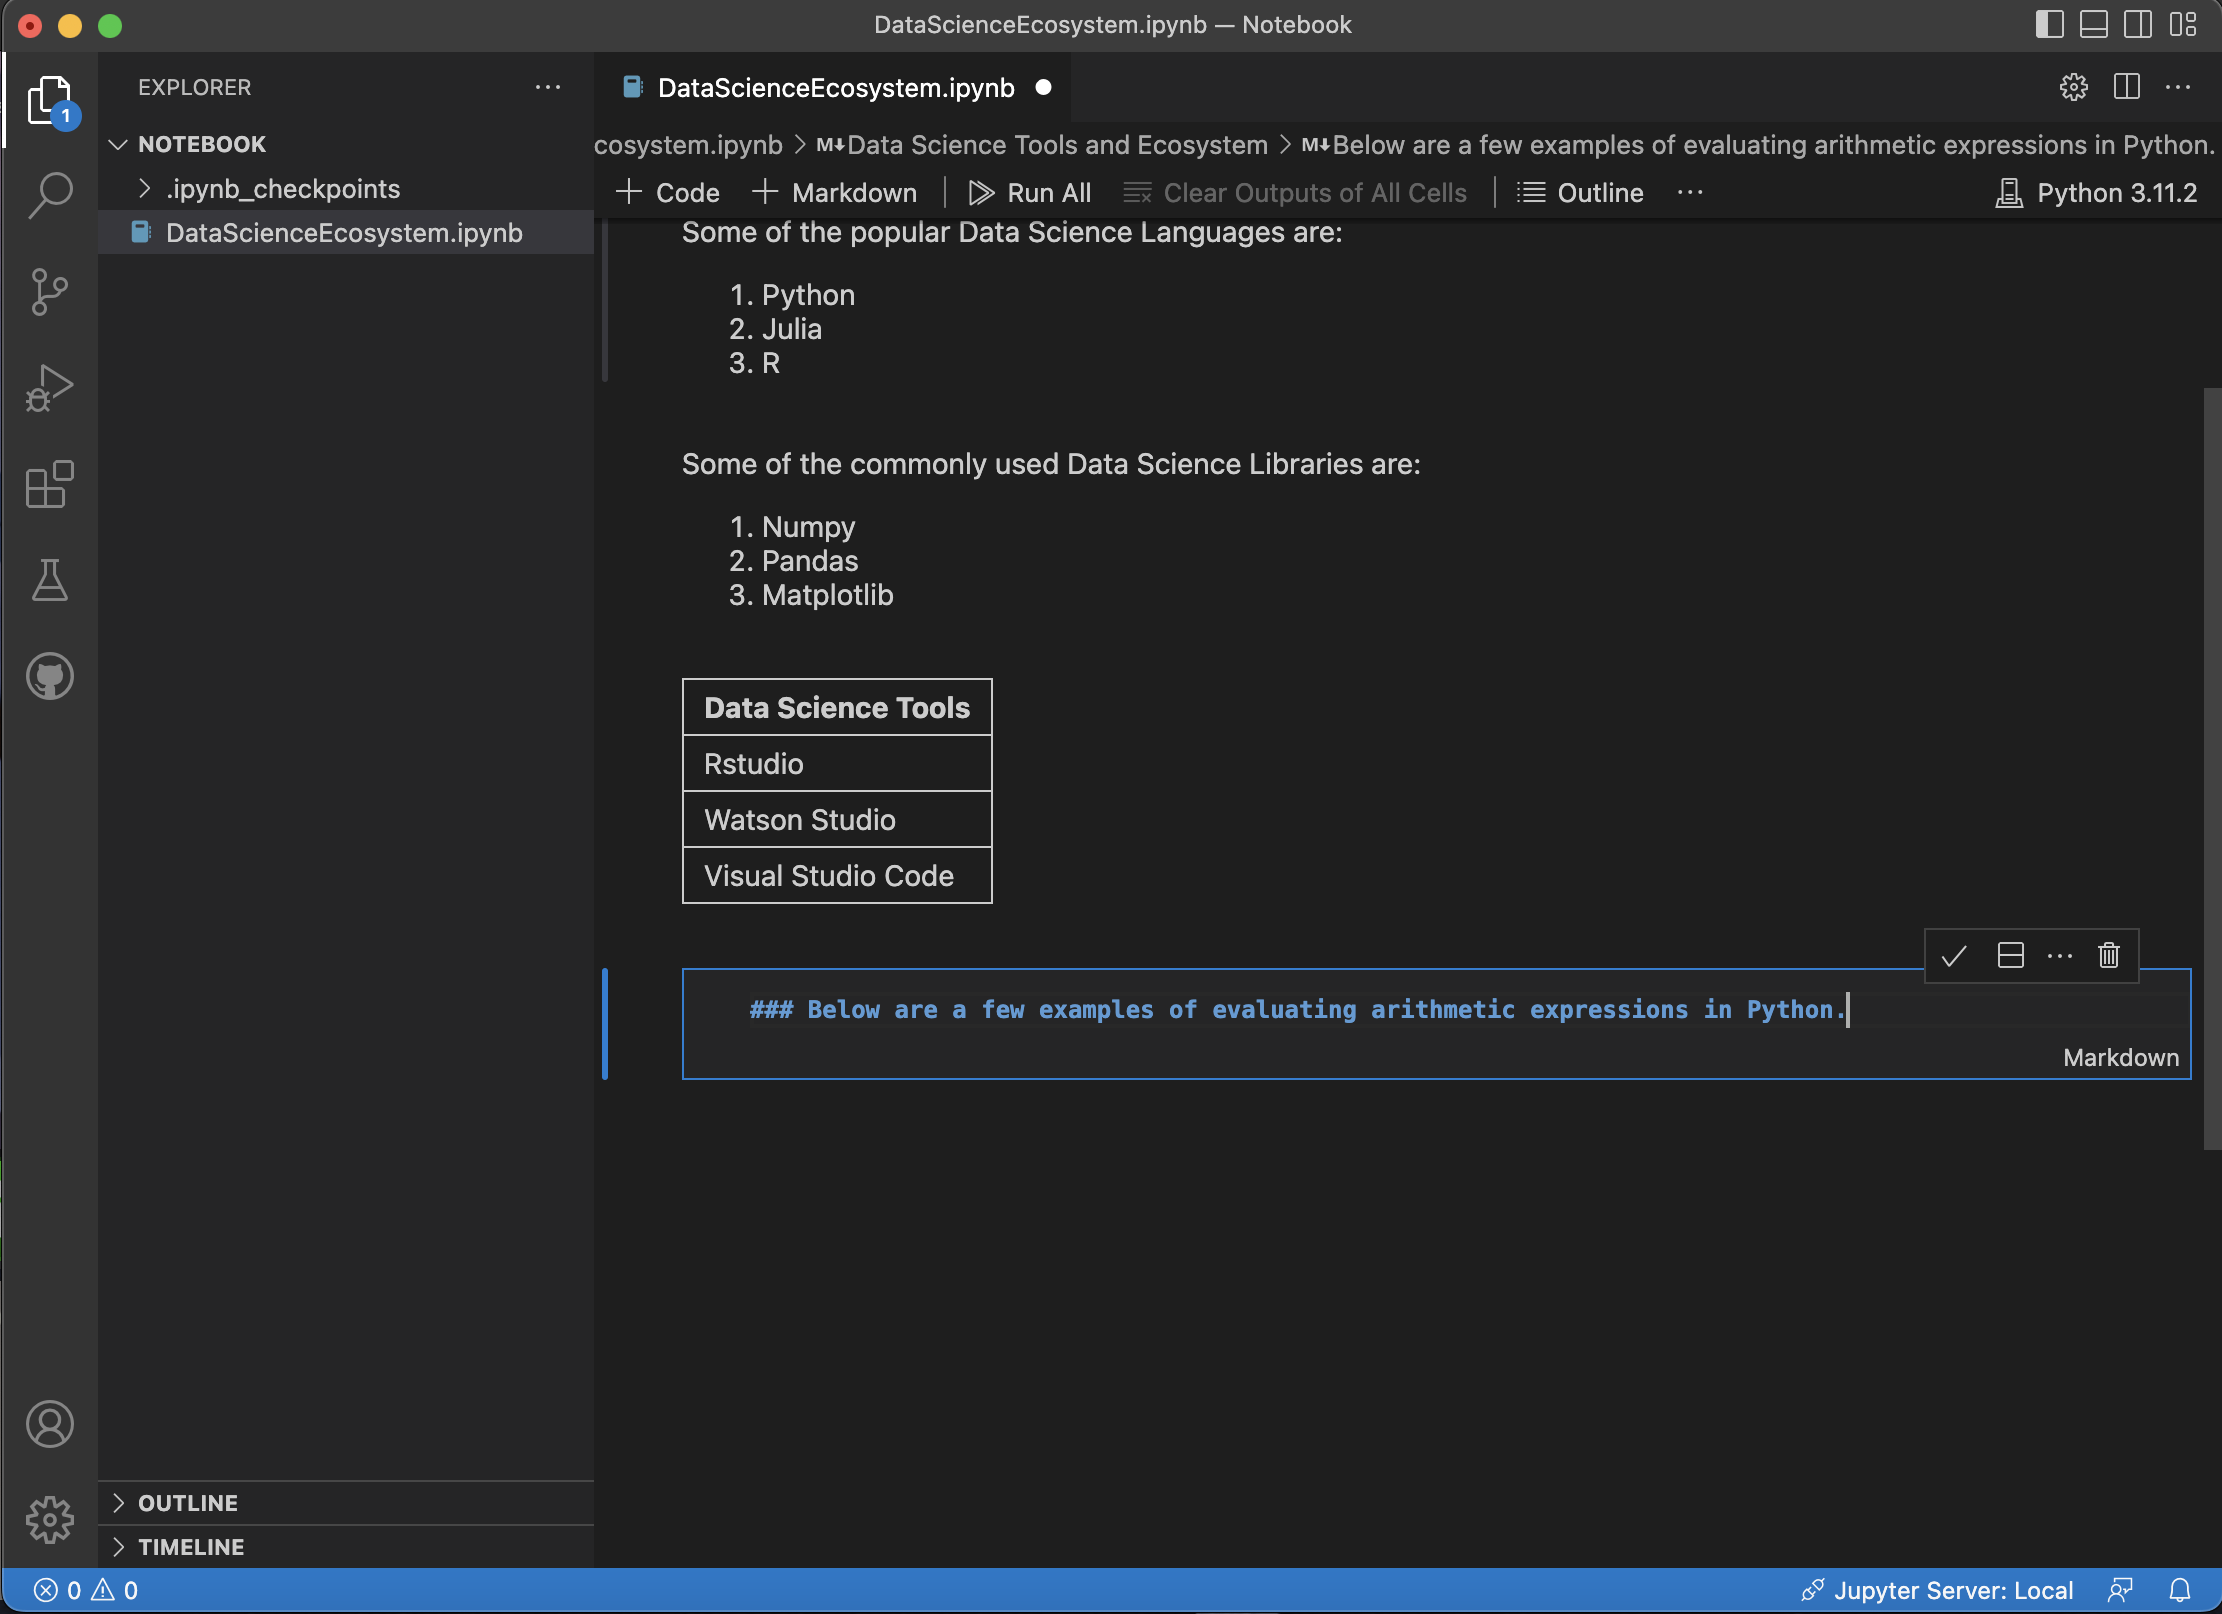 DataScienceEcosystem.ipynb — Notebook
EXPLORER
1
NOTEBOOK
.ipynb_checkpoints
DataScienceEcosystem.ipynb
DataScienceEcosystem.ipynb
cosystem.ipynb > M↓Data Science Tools and Ecosystem > M↓Below are a few examples of evaluating arithmetic expressions in Python.
+ Code + Markdown | Run All Clear Outputs of All Cells | Outline ··· Python 3.11.2
Some of the popular Data Science Languages are:
1. Python
2. Julia
3. R
Some of the commonly used Data Science Libraries are:
1. Numpy
2. Pandas
3. Matplotlib
Data Science Tools
Rstudio
Watson Studio
Visual Studio Code
### Below are a few examples of evaluating arithmetic expressions in Python.
Markdown
OUTLINE
TIMELINE
0 0
Jupyter Server: Local